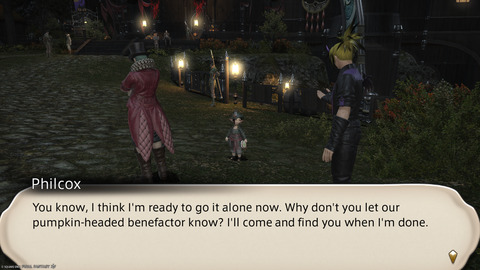 Philcox
You know, I think I'm ready to go it alone now. Why don't you let our
pumpkin-headed benefactor know? I'll come and find you when I'm done.